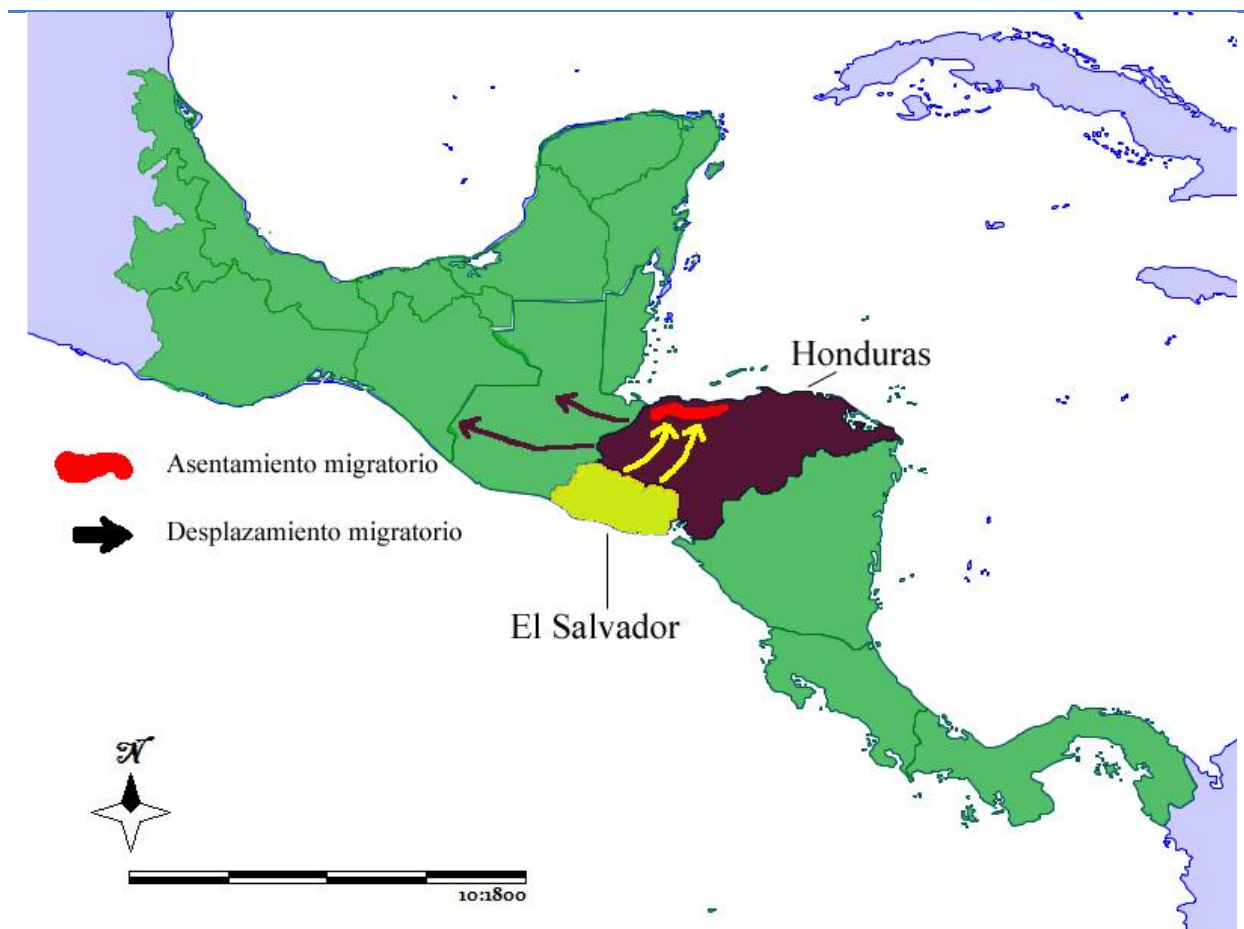 Honduras
Asentamiento migratorio
Desplazamiento migratorio
El Salvador
N
10:1800